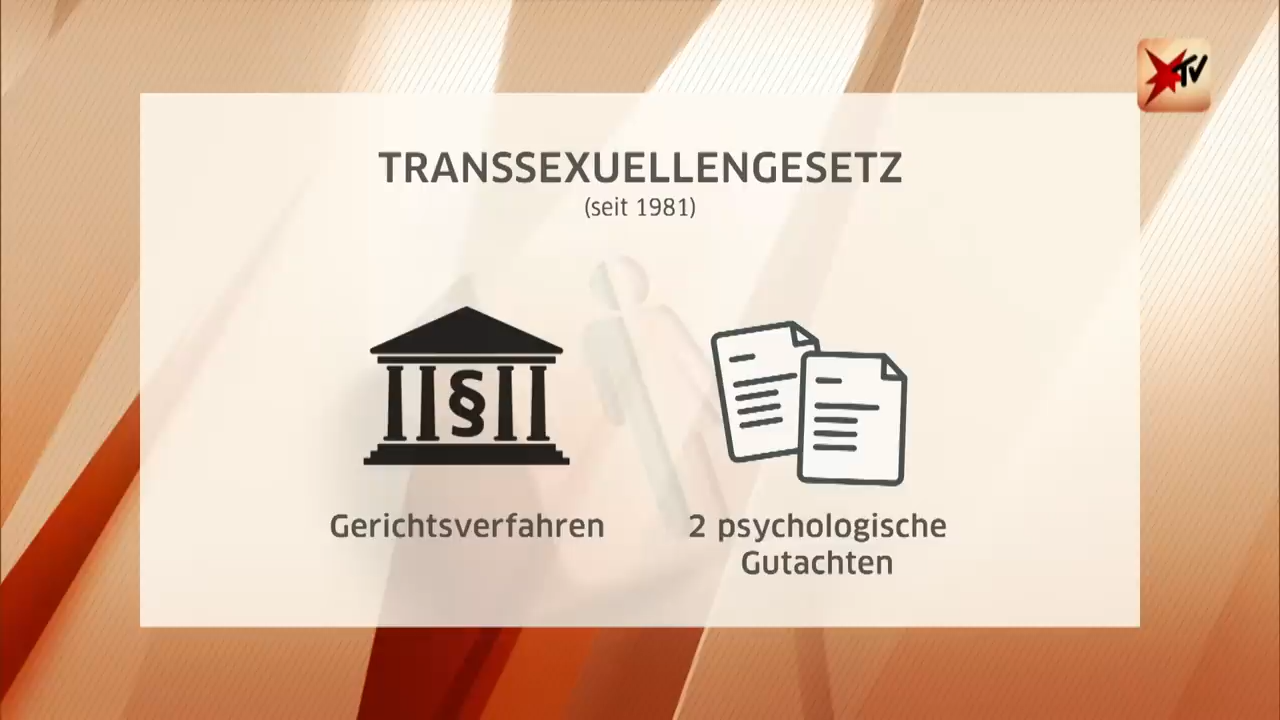 TV
TRANSSEXUELLENGESETZ
(seit 1981)
§
Gerichtsverfahren
2 psychologische
Gutachten